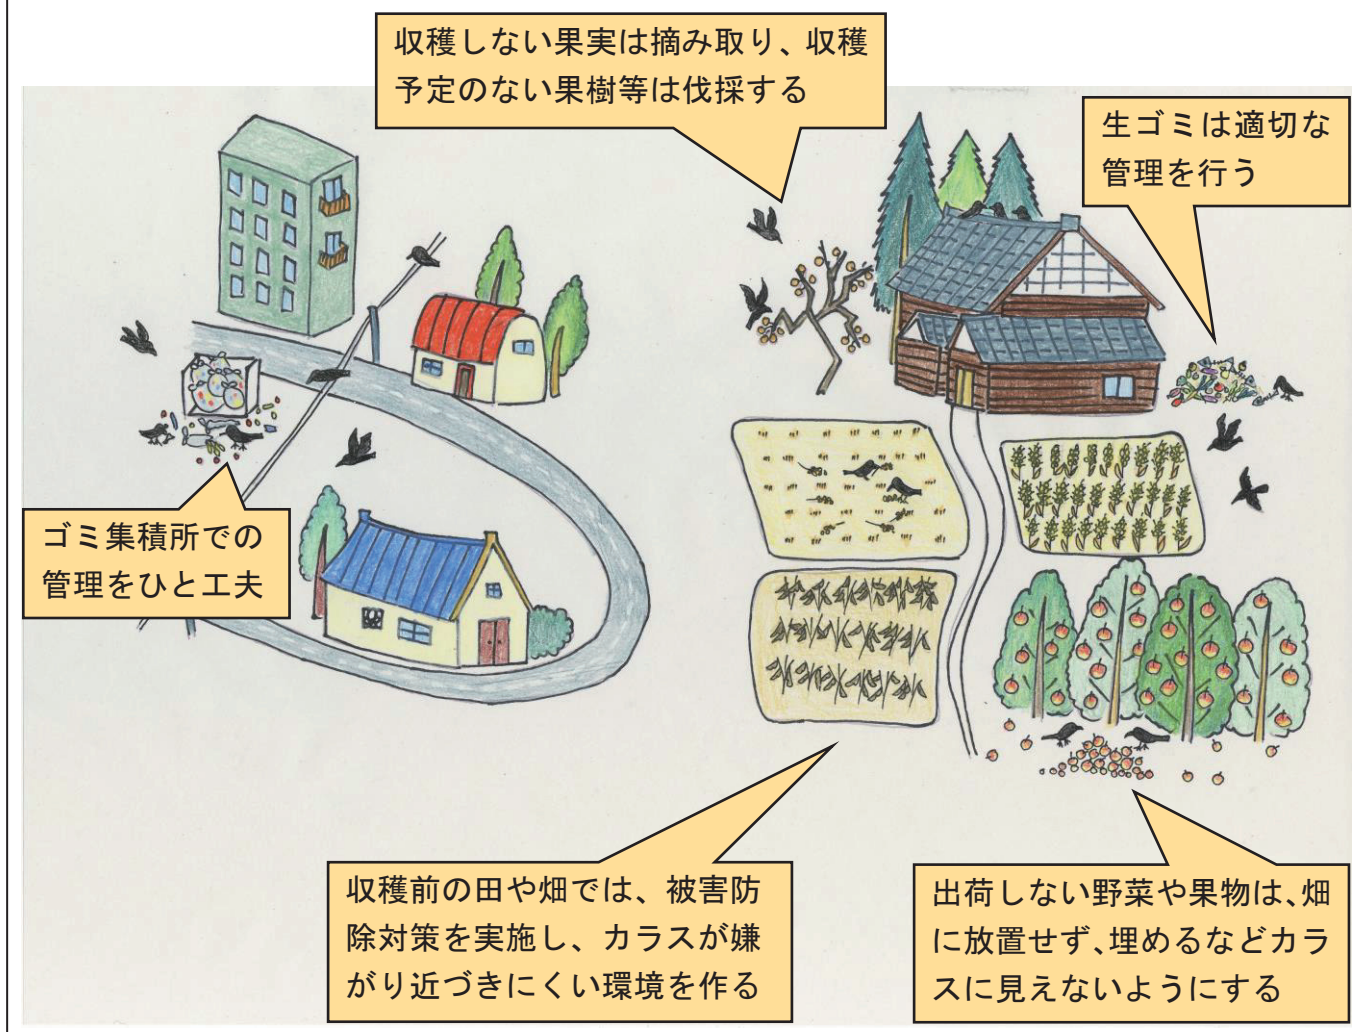 収穫しない果実は摘み取り、収穫
予定のない果樹等は伐採する
生ゴミは適切な
管理を行う
ゴミ集積所での
管理をひと工夫
収穫前の田や畑では、被害防
除対策を実施し、カラスが嫌
がり近づきにくい環境を作る
出荷しない野菜や果物は、畑
に放置せず、埋めるなどカラ
スに見えないようにする